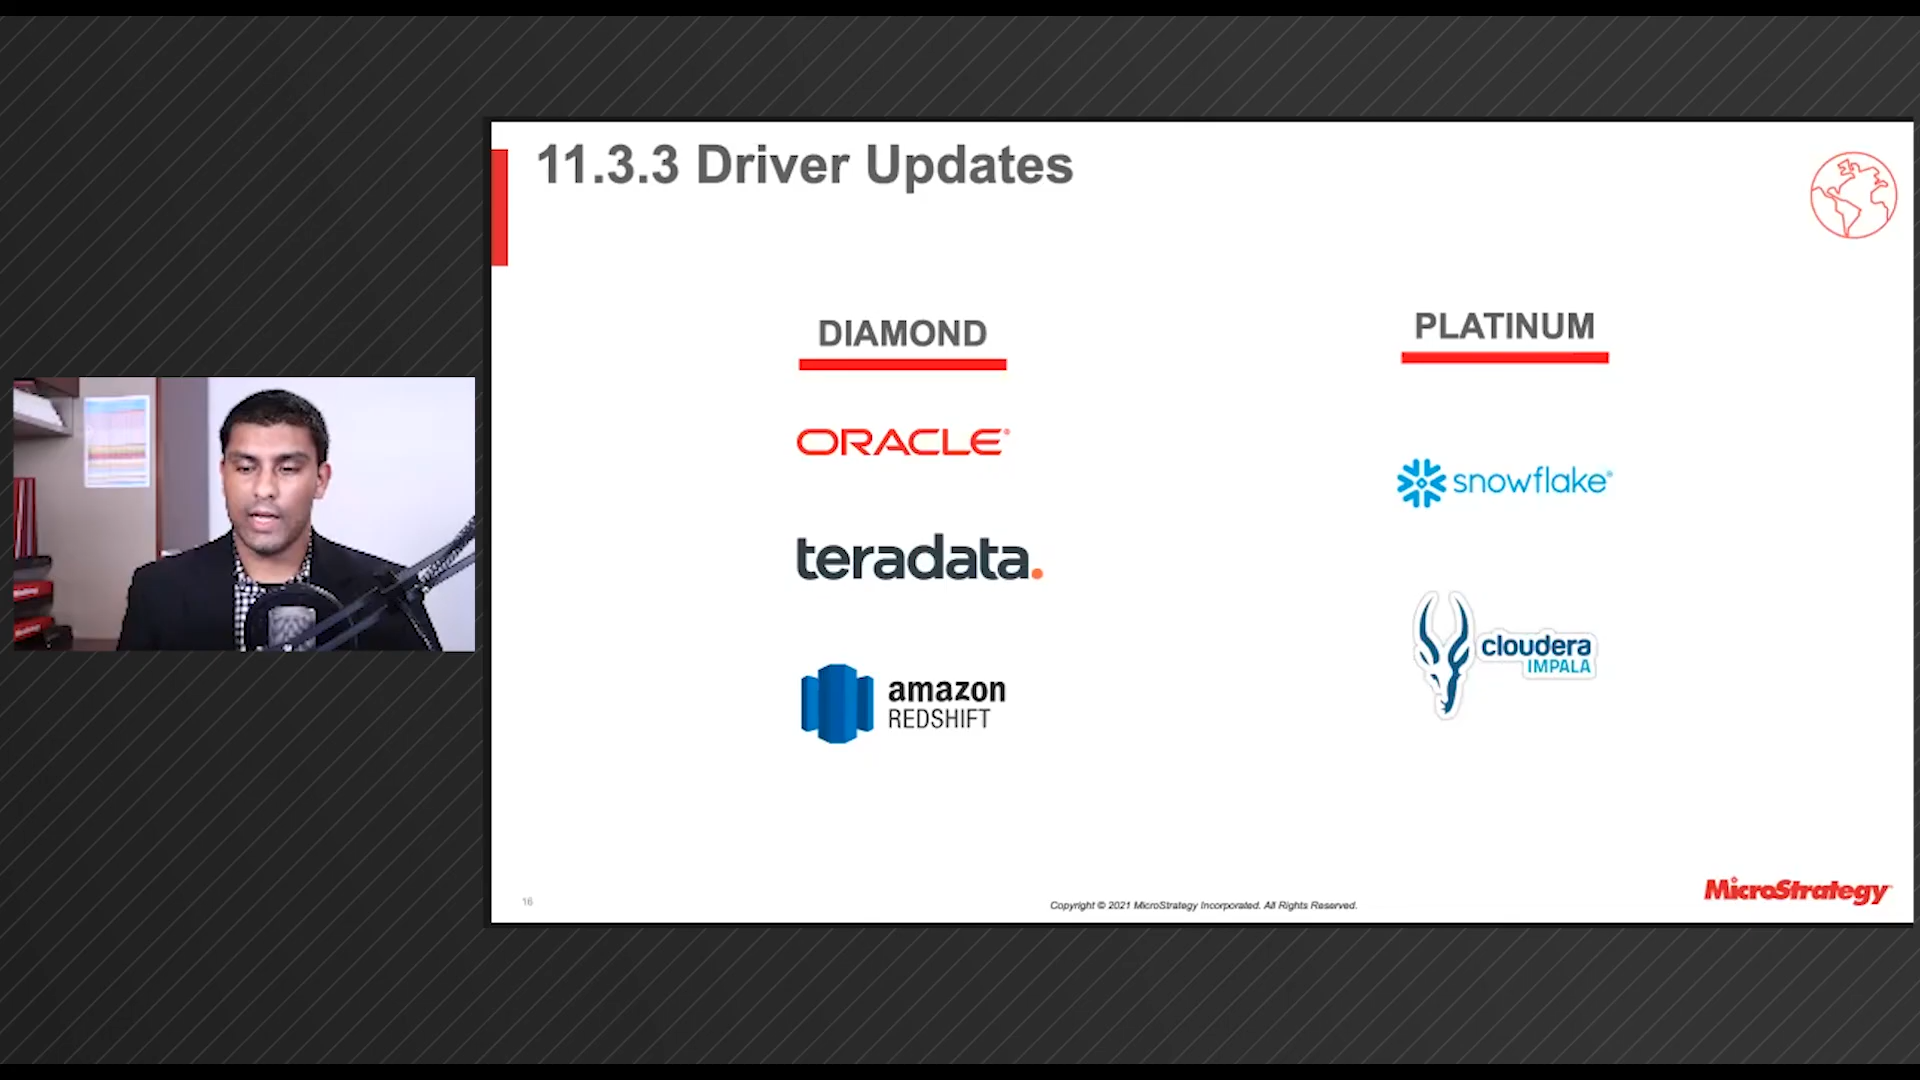 11.3.3 Driver Updates
DIAMOND
PLATINUM
ORACLE®
snowflake®
teradata.
cloudera
IMPALA
amazon
REDSHIFT
16
Copyright © 2021 MicroStrategy Incorporated. All Rights Reserved.
MicroStrategy